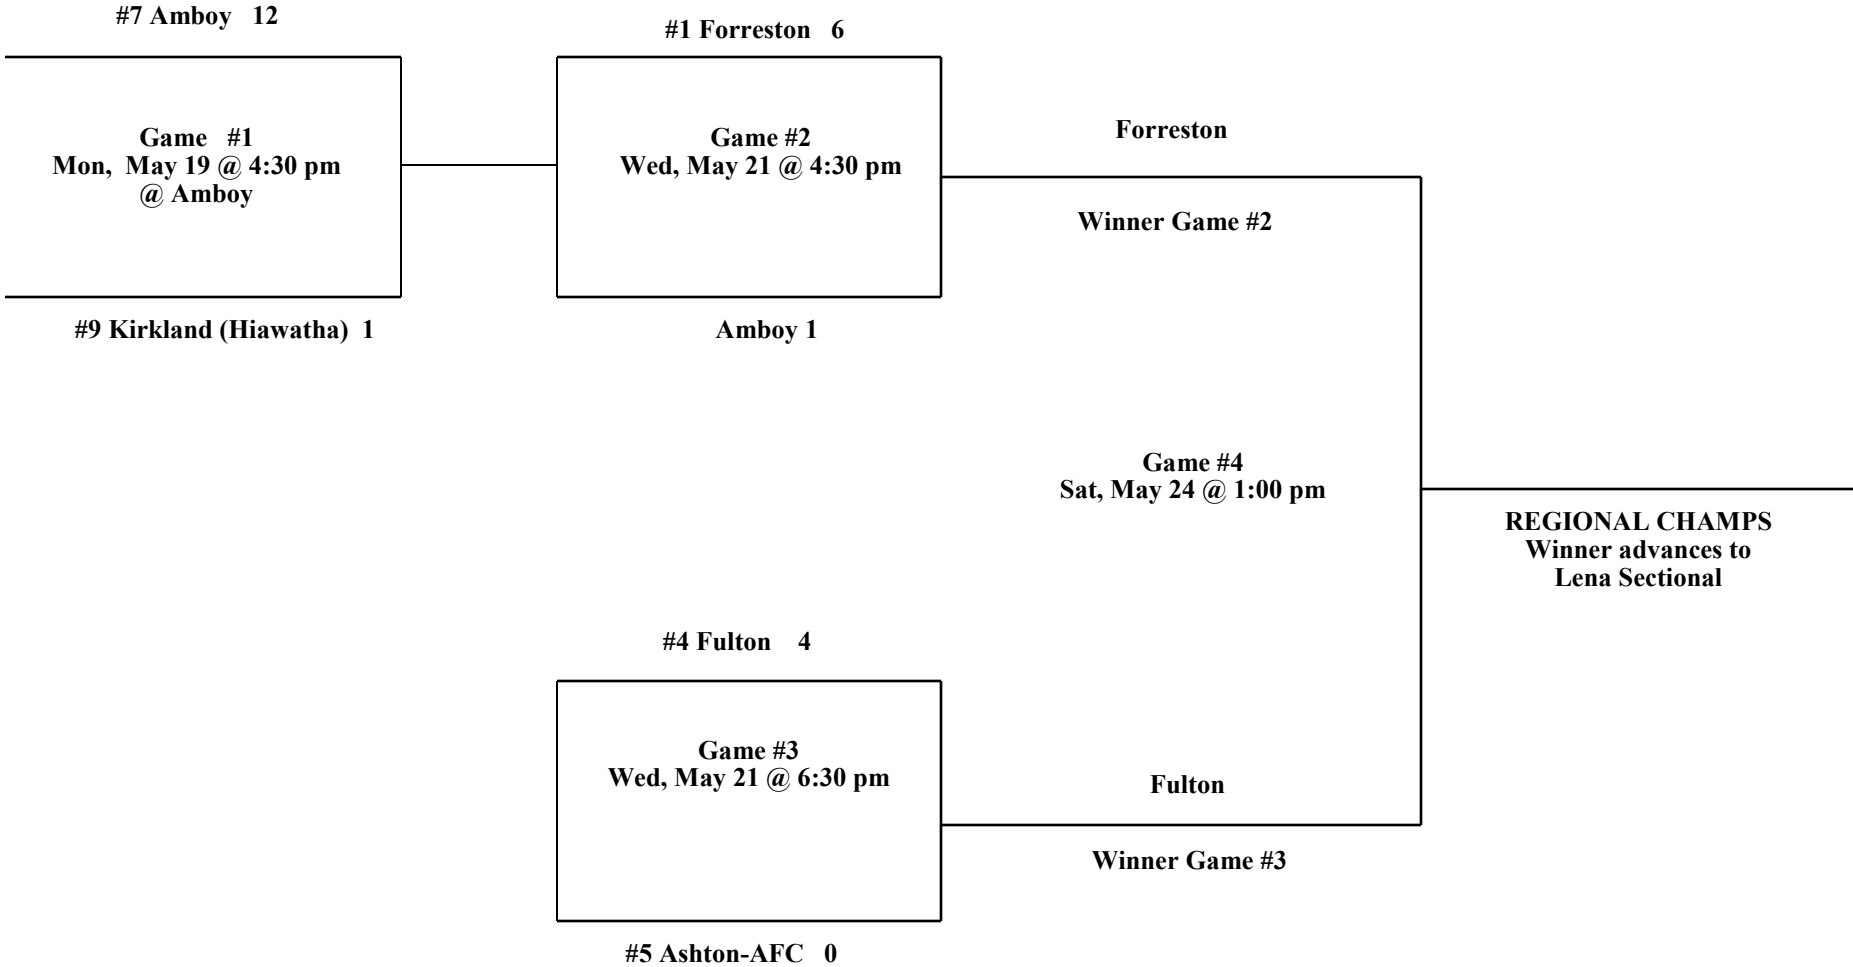 #7 Amboy 12
Game #1
Mon, May 19 @ 4:30 pm
@ Amboy
#9 Kirkland (Hiawatha) 1
#1 Forreston 6
Game #2
Wed, May 21 @ 4:30 pm
Amboy 1
Forreston
Winner Game #2
Game #4
Sat, May 24 @ 1:00 pm
REGIONAL CHAMPS
Winner advances to
Lena Sectional
#4 Fulton 4
Game #3
Wed, May 21 @ 6:30 pm
#5 Ashton-AFC 0
Fulton
Winner Game #3